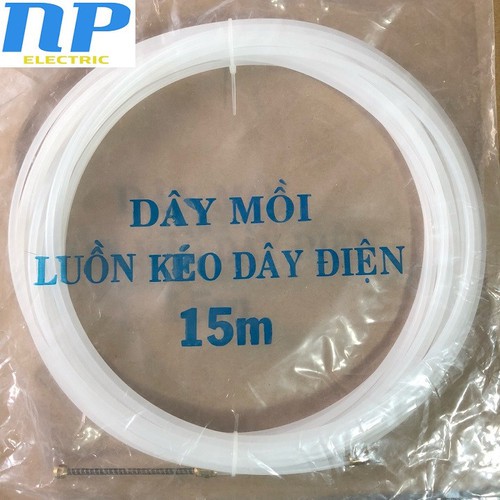 NP
ELECTRIC
DÂY MỒI
LUỒN KÉO DÂY ĐIỆN
15m